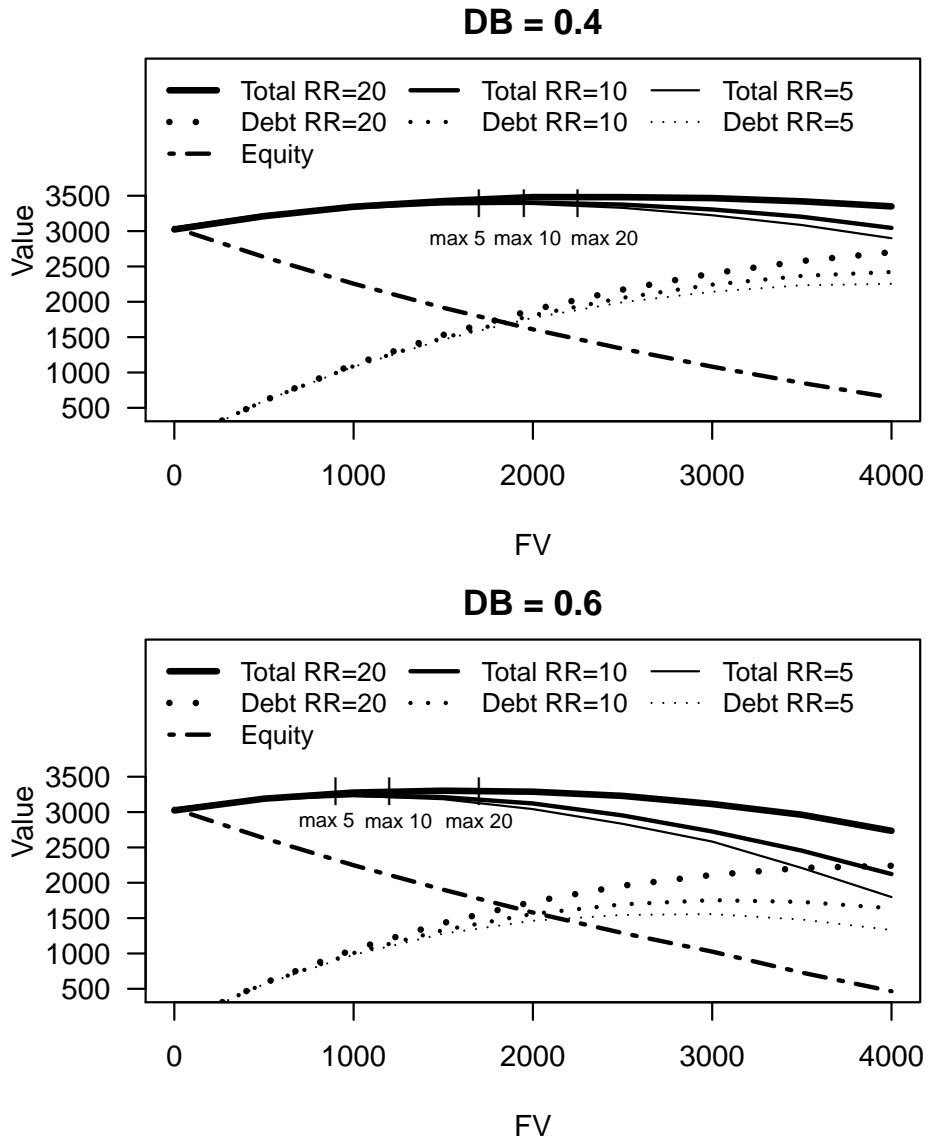 DB = 0.4
Total RR=20 Total RR=10 Total RR=5
Debt RR=20 Debt RR=10 Debt RR=5
Equity
3500
3000
2500
2000
1500
1000
500
Value
max 5 max 10 max 20
0 1000 2000 3000 4000
FV
DB = 0.6
Total RR=20 Total RR=10 Total RR=5
Debt RR=20 Debt RR=10 Debt RR=5
Equity
3500
3000
2500
2000
1500
1000
500
Value
max 5 max 10 max 20
0 1000 2000 3000 4000
FV